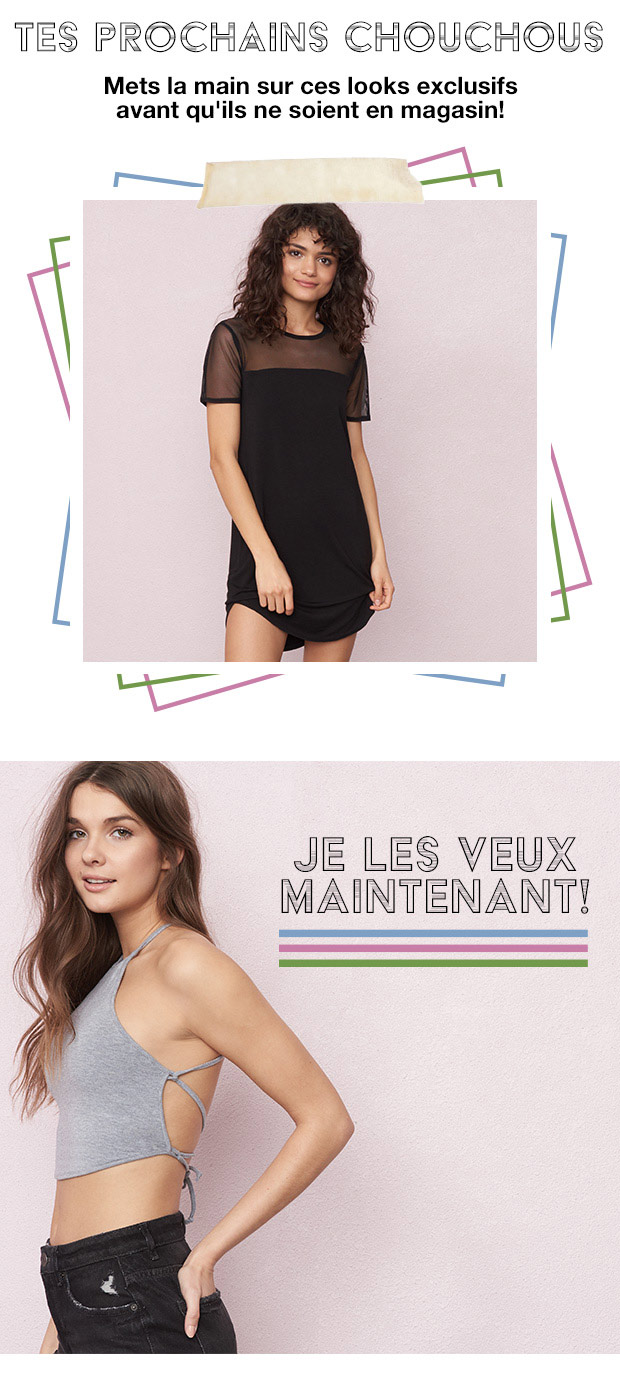 TES PROCHAINS CHOUCHOUS
Mets la main sur ces looks exclusifs
avant qu'ils ne soient en magasin!
JE LES VEUX
MAINTENANT!